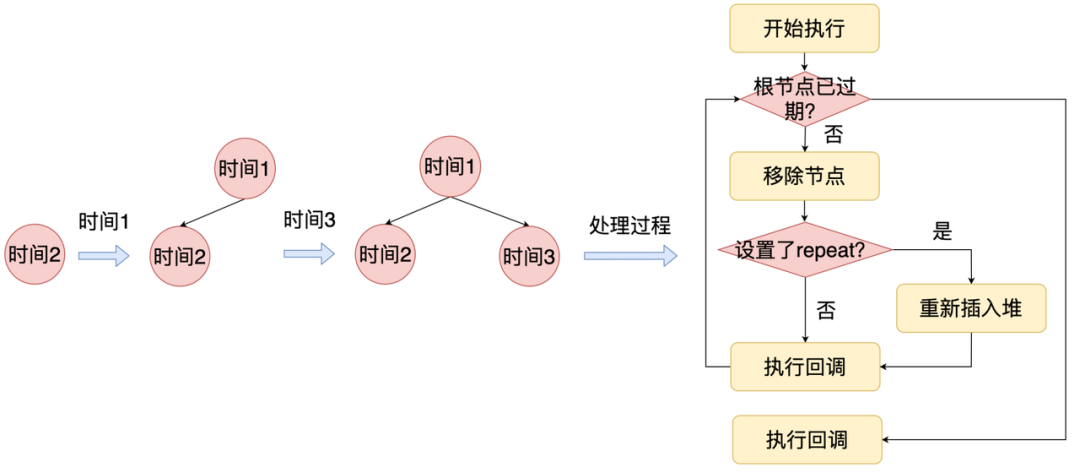 时间2
时间1
时间1
时间2
时间3
时间1
时间2
时间3
处理过程
开始执行
根节点已过
期?
否
移除节点
设置了repeat?
是
否
重新插入堆
执行回调
执行回调